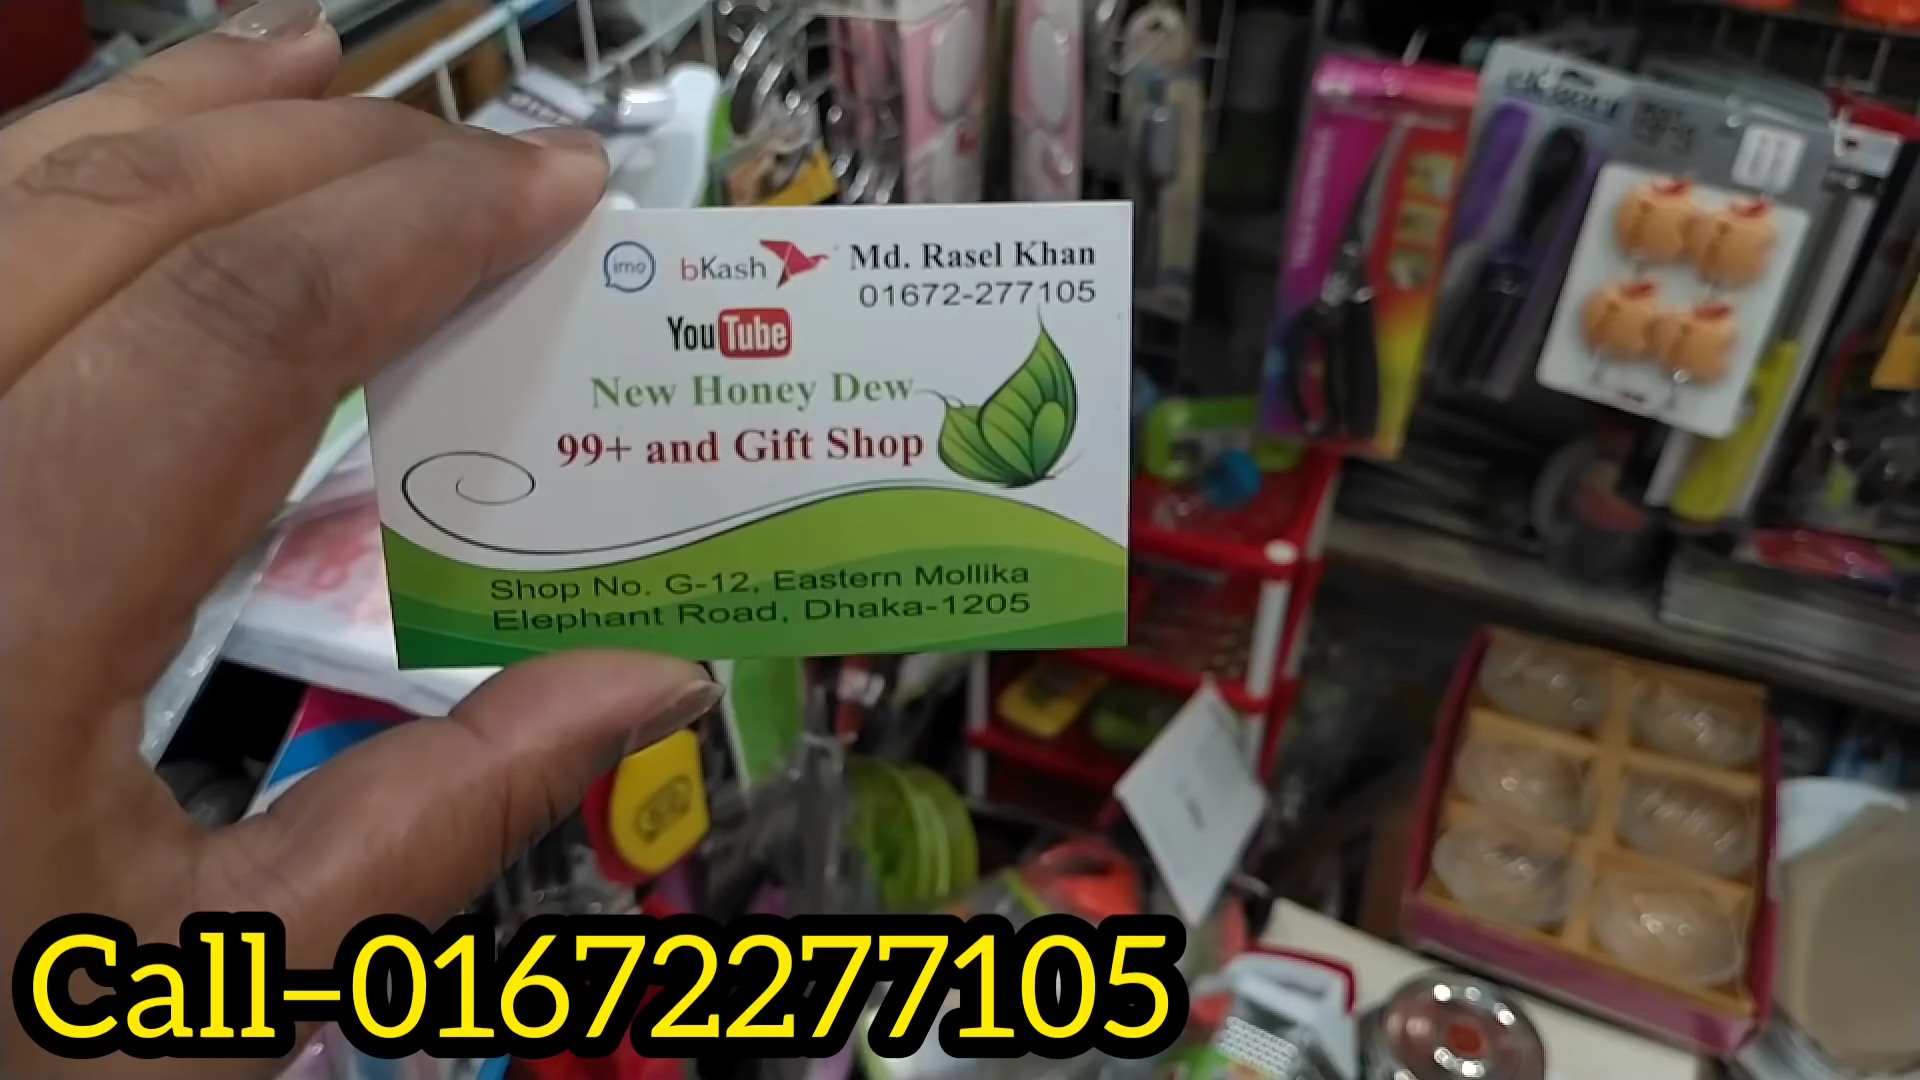 imo bKash Md. Rasel Khan
01672-277105
YouTube
New Honey Dew
99+ and Gift Shop
Shop No. G-12, Eastern Mollika
Elephant Road, Dhaka-1205
Call-01672277105